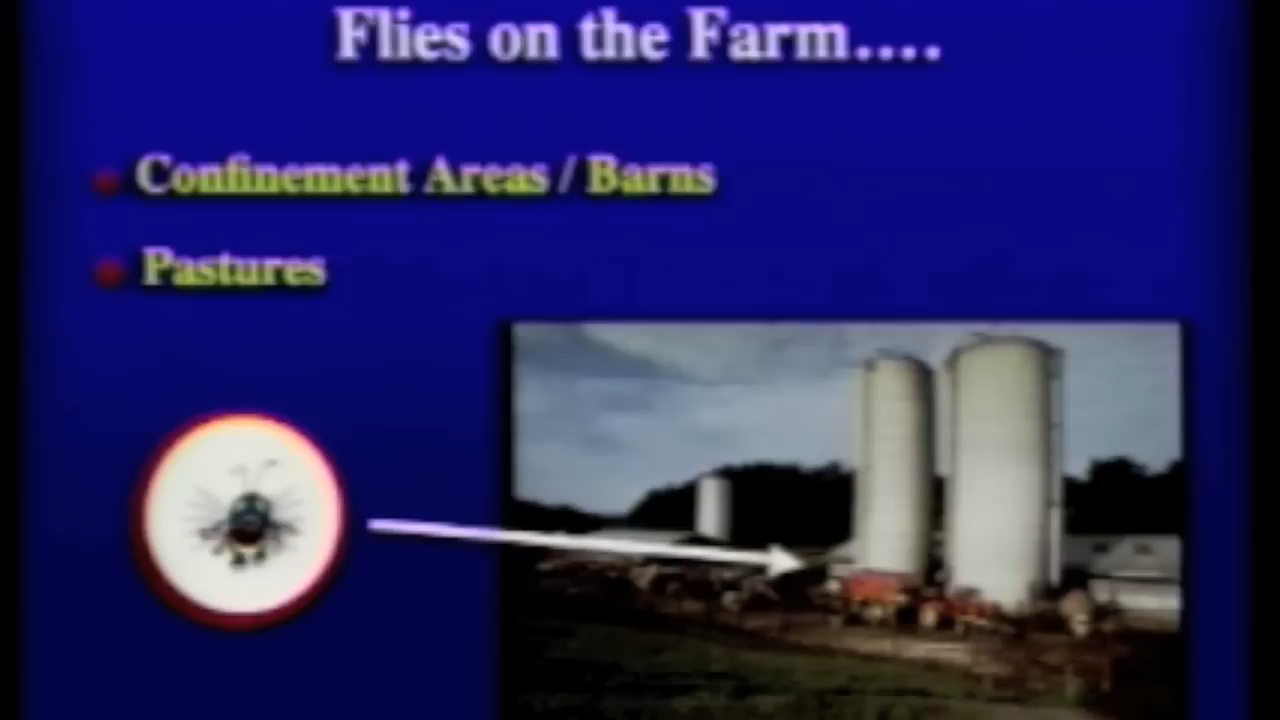 Flies on the Farm....
Confinement Areas / Barns
Pastures